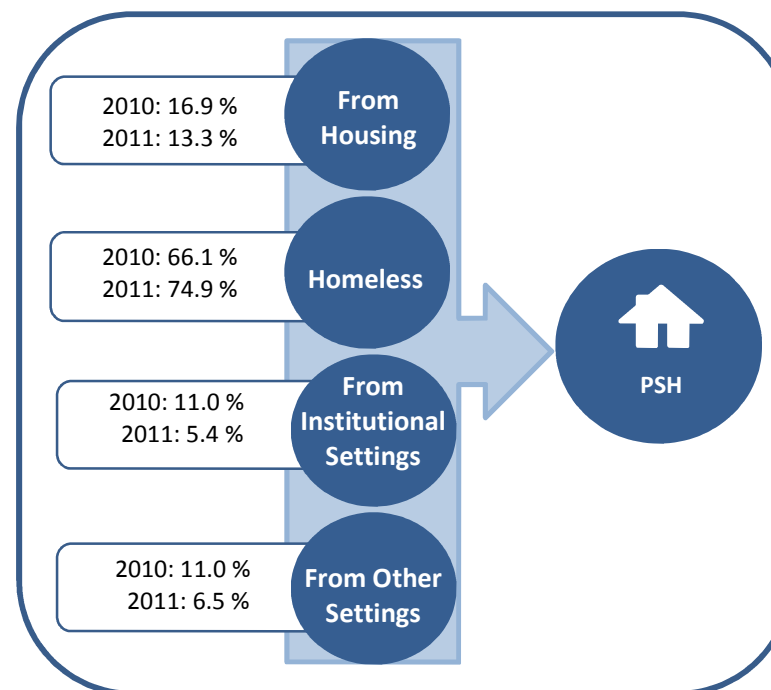 2010: 16.9 %
2011: 13.3 %
From
Housing
2010: 66.1 %
2011: 74.9 %
Homeless
2010: 11.0 %
2011: 5.4 %
From
Institutional
Settings
2010: 11.0 %
2011: 6.5 %
From Other
Settings
PSH